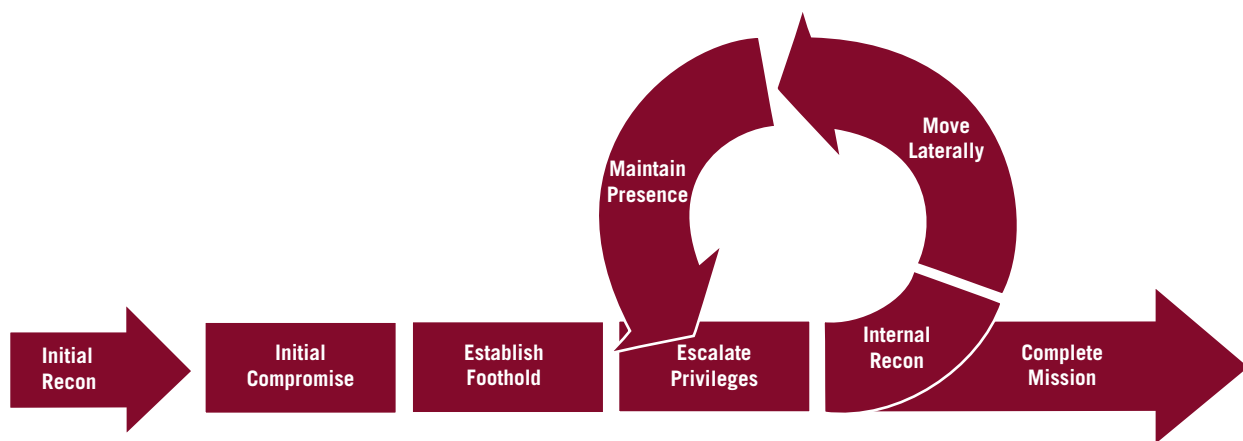 Initial
Recon
Initial
Compromise
Establish
Foothold
Escalate
Privileges
Internal
Recon
Move
Laterally
Maintain
Presence
Complete
Mission